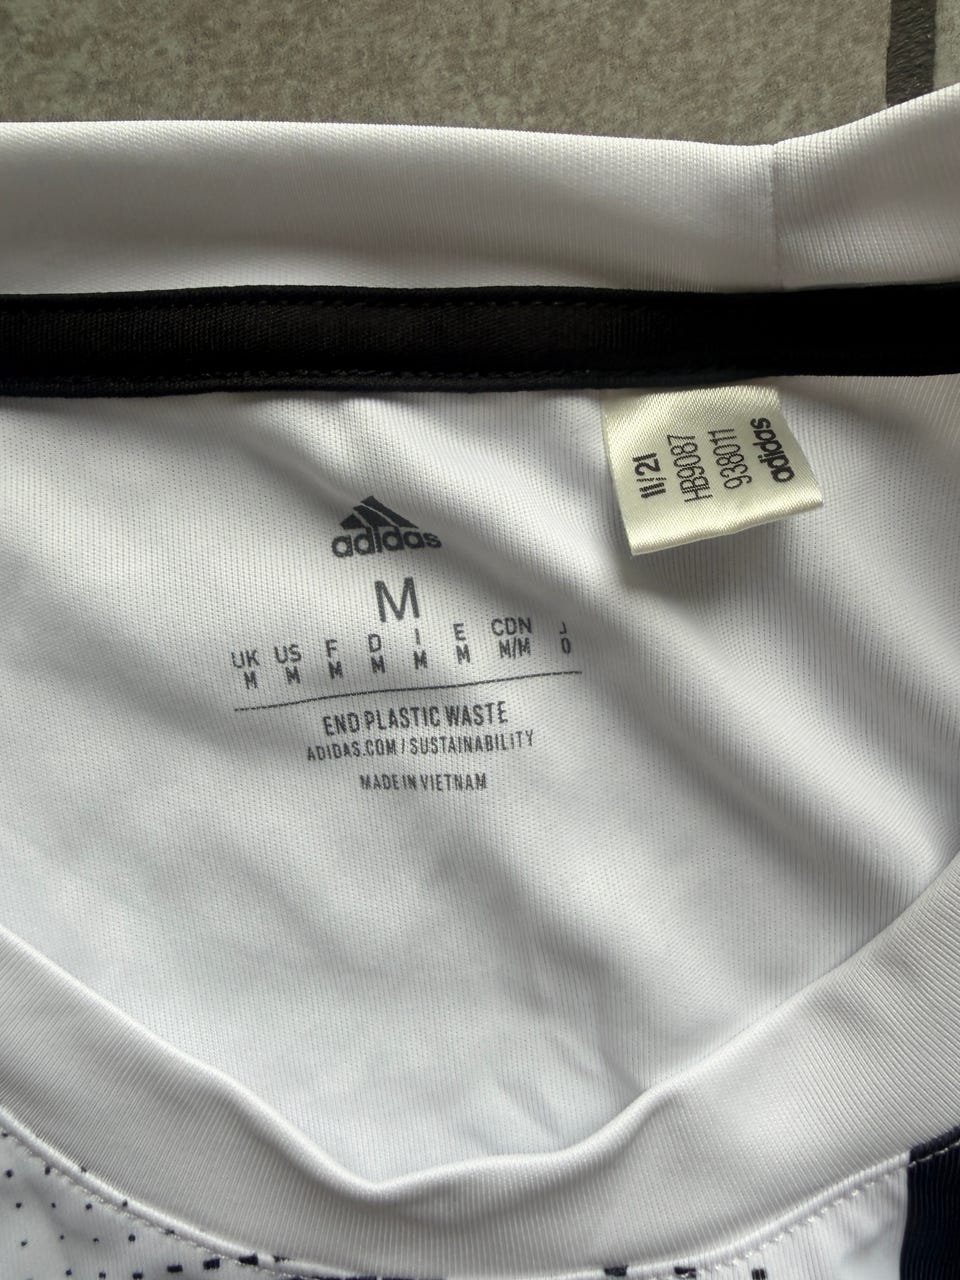 adidas
M
UK US F D I E CDN J
M M M M M M M/M O
END PLASTIC WASTE
ADIDAS.COM / SUSTAINABILITY
MADE IN VIETNAM
11/21
HB9087
938011
adidas